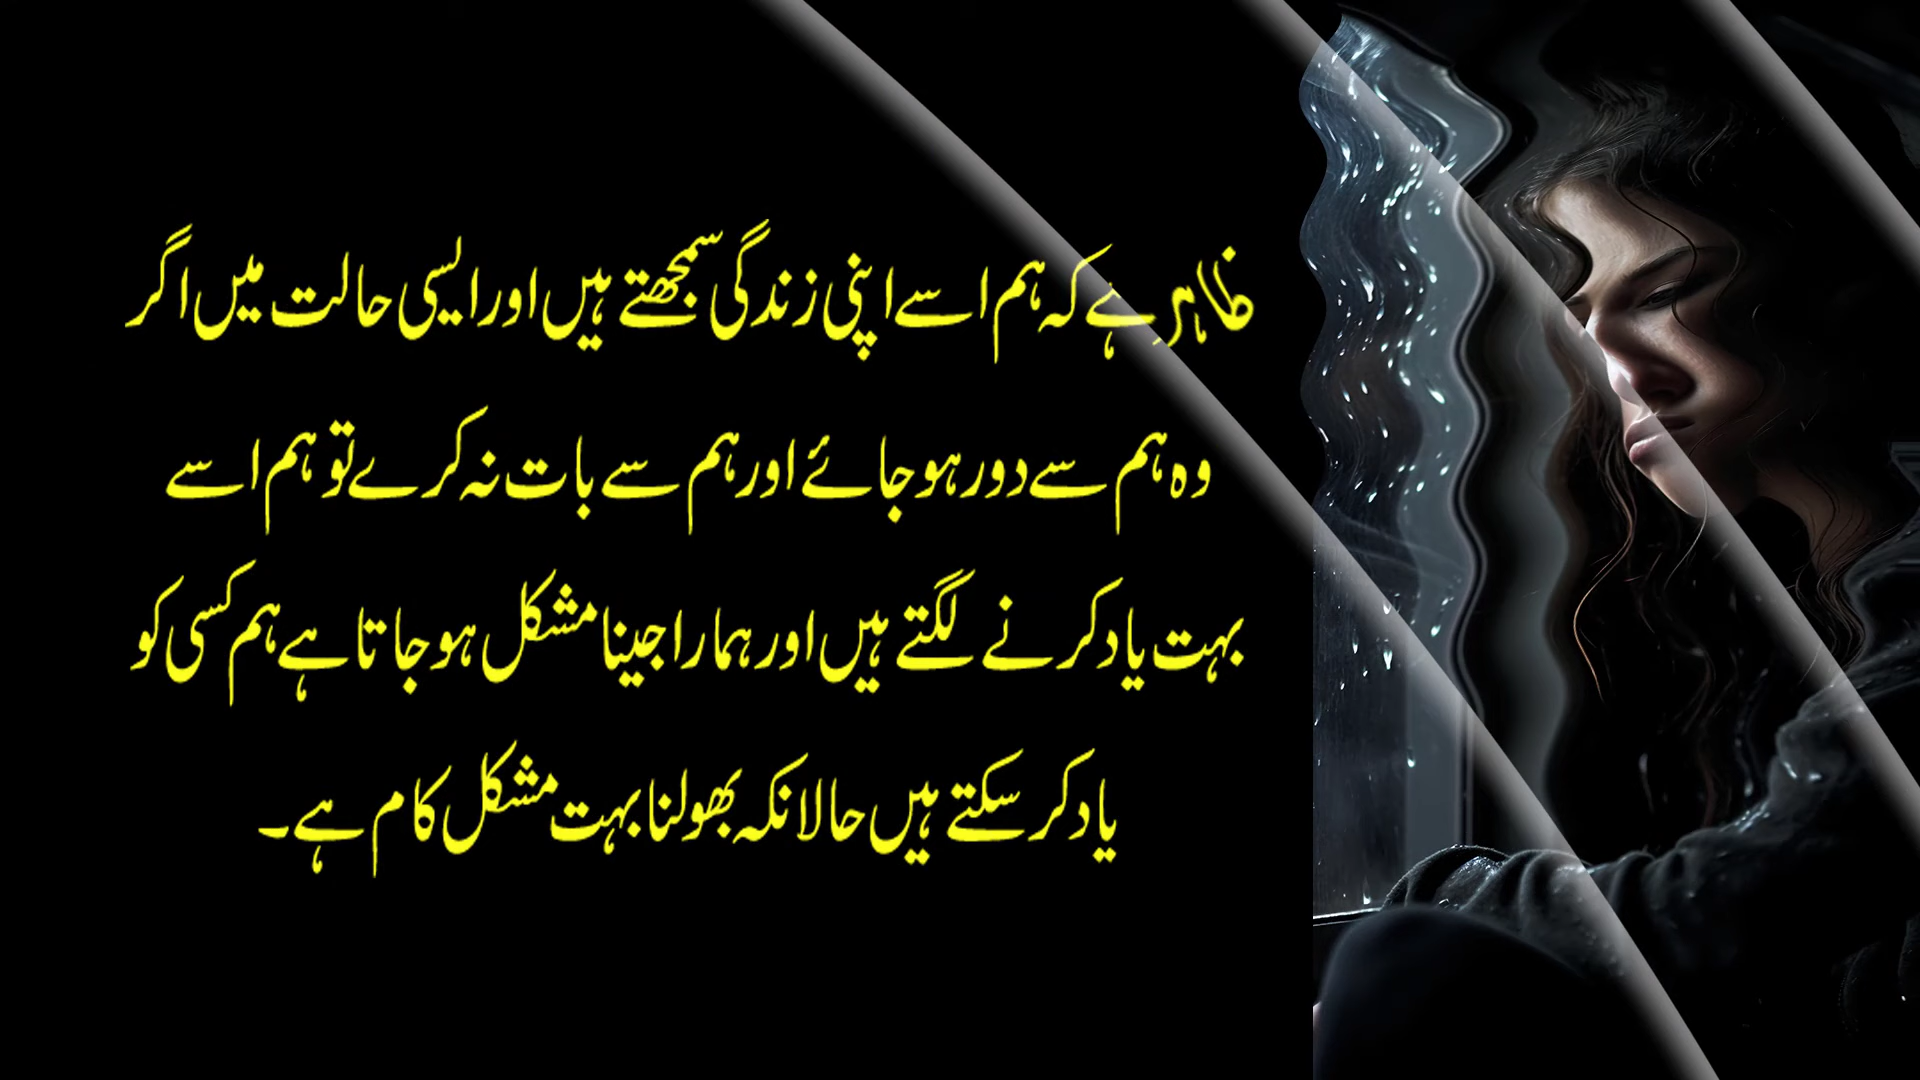 ظاہر ہے کہ ہم اسے اپنی زندگی سمجھتے ہیں اور ایسی حالت میں اگر
وہ ہم سے دور ہو جائے اور ہم سے بات نہ کرے تو ہم اسے
بہت یاد کرنے لگتے ہیں اور ہمارا جینا مشکل ہو جاتا ہے ہم کسی کو
یاد کر سکتے ہیں حالانکہ بھولنا بہت مشکل کام ہے۔